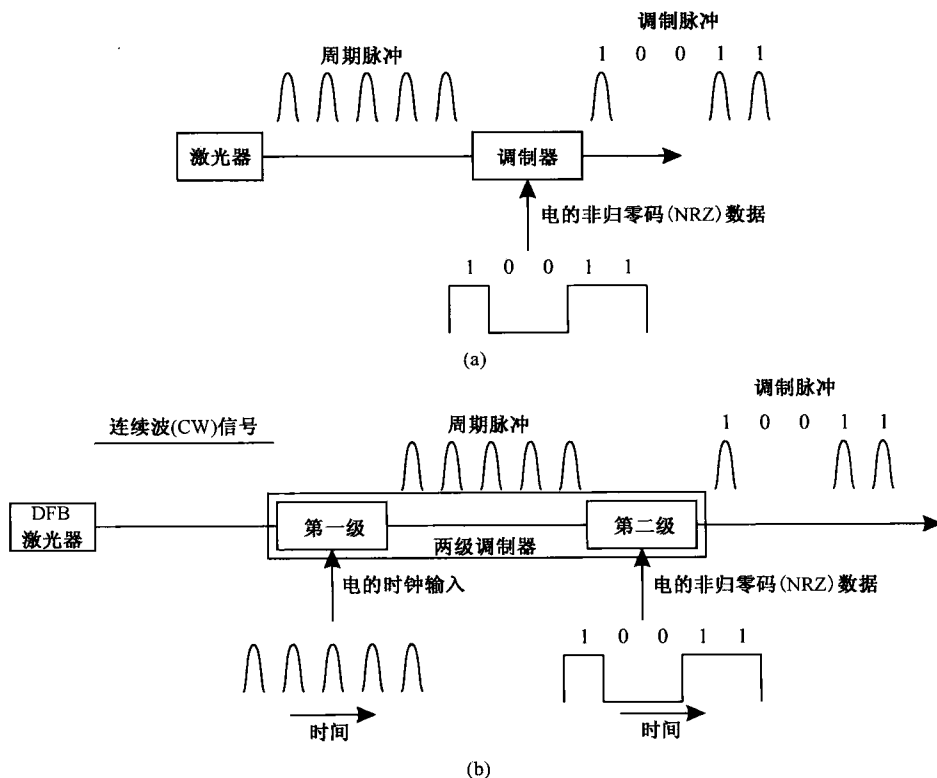 调制脉冲
周期脉冲
1 0 0 1 1
激光器
调制器
电的非归零码(NRZ)数据
1 0 0 1 1
(a)
调制脉冲
连续波(CW)信号
周期脉冲
1 0 0 1 1
DFB
激光器
第一级
第二级
两级调制器
电的时钟输入
电的非归零码(NRZ)数据
1 0 0 1 1
时间
时间
(b)